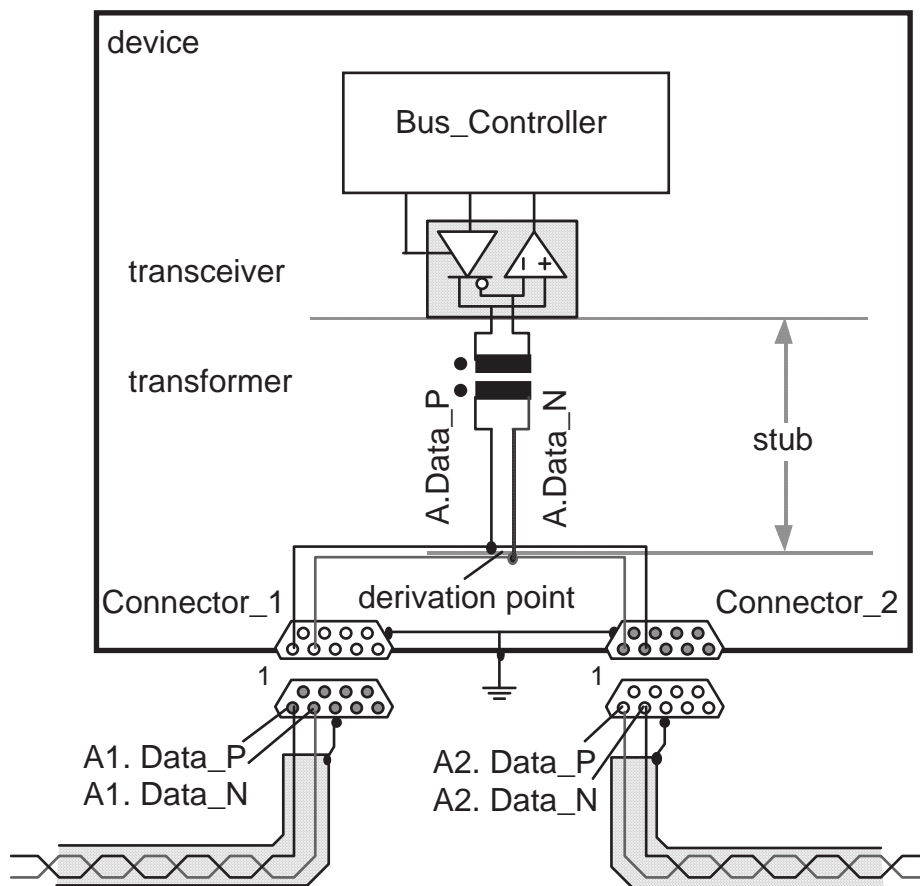 device
Bus_Controller
transceiver
transformer
A.Data_P
A.Data_N
stub
derivation point
Connector_1
Connector_2
1
1
A1. Data_P
A1. Data_N
A2. Data_P
A2. Data_N